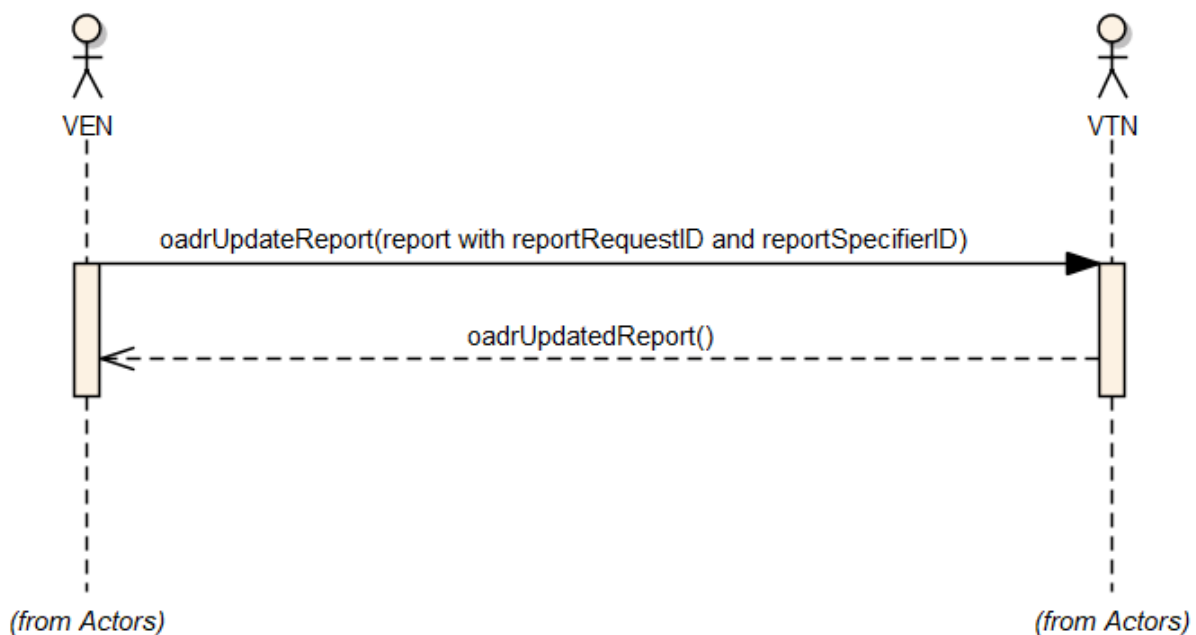 VEN
VTN
oadrUpdateReport(report with reportRequestID and reportSpecifierID)
oadrUpdatedReport()
(from Actors)
(from Actors)